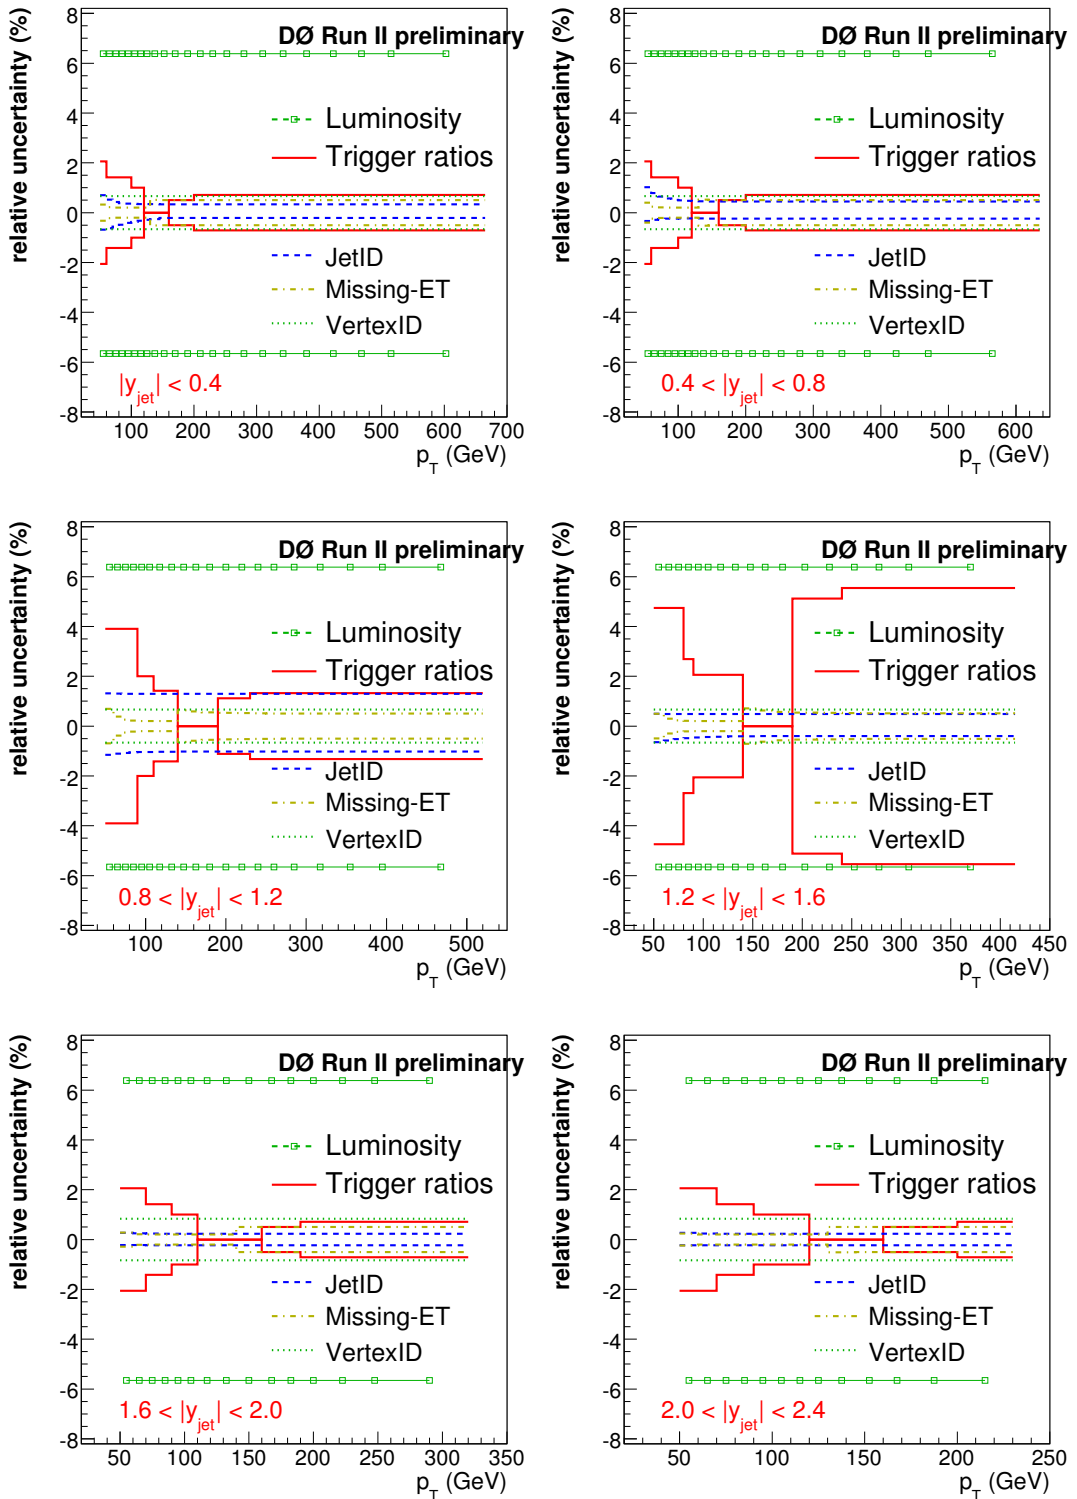 relative uncertainty (%)
8
6
4
2
0
-2
-4
-6
-8
DØ Run II preliminary
Luminosity
Trigger ratios
JetID
Missing-ET
VertexID
|y_jet| < 0.4
100 200 300 400 500 600 700
p_T (GeV)
relative uncertainty (%)
8
6
4
2
0
-2
-4
-6
-8
DØ Run II preliminary
Luminosity
Trigger ratios
JetID
Missing-ET
VertexID
0.4 < |y_jet| < 0.8
100 200 300 400 500 600
p_T (GeV)
relative uncertainty (%)
8
6
4
2
0
-2
-4
-6
-8
DØ Run II preliminary
Luminosity
Trigger ratios
JetID
Missing-ET
VertexID
0.8 < |y_jet| < 1.2
100 200 300 400 500
p_T (GeV)
relative uncertainty (%)
8
6
4
2
0
-2
-4
-6
-8
DØ Run II preliminary
Luminosity
Trigger ratios
JetID
Missing-ET
VertexID
1.2 < |y_jet| < 1.6
50 100 150 200 250 300 350 400 450
p_T (GeV)
relative uncertainty (%)
8
6
4
2
0
-2
-4
-6
-8
DØ Run II preliminary
Luminosity
Trigger ratios
JetID
Missing-ET
VertexID
1.6 < |y_jet| < 2.0
50 100 150 200 250 300 350
p_T (GeV)
relative uncertainty (%)
8
6
4
2
0
-2
-4
-6
-8
DØ Run II preliminary
Luminosity
Trigger ratios
JetID
Missing-ET
VertexID
2.0 < |y_jet| < 2.4
50 100 150 200 250
p_T (GeV)